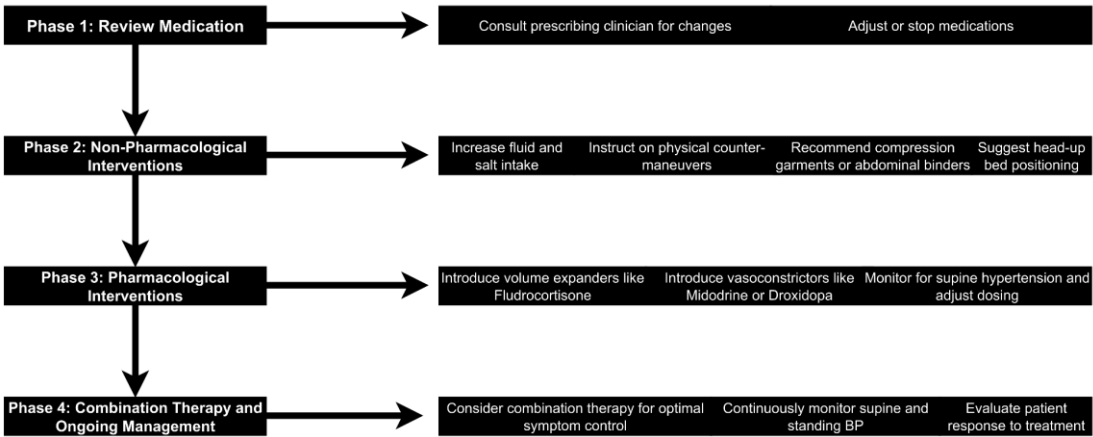 Phase 1: Review Medication
Consult prescribing clinician for changes
Adjust or stop medications
Phase 2: Non-Pharmacological
Interventions
Increase fluid and
salt intake
Instruct on physical counter-
maneuvers
Recommend compression
garments or abdominal binders
Suggest head-up
bed positioning
Phase 3: Pharmacological
Interventions
Introduce volume expanders like
Fludrocortisone
Introduce vasoconstrictors like
Midodrine or Droxidopa
Monitor for supine hypertension and
adjust dosing
Phase 4: Combination Therapy and
Ongoing Management
Consider combination therapy for optimal
symptom control
Continuously monitor supine and
standing BP
Evaluate patient
response to treatment